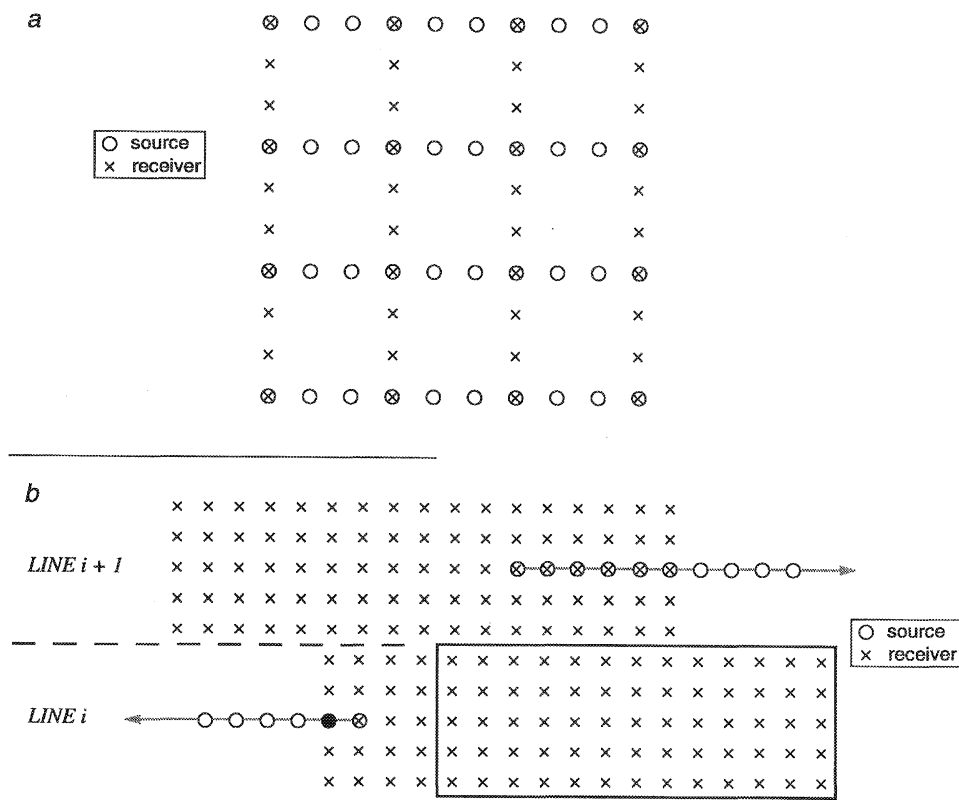 a
○ source
× receiver
b
LINE i + 1
○ source
× receiver
LINE i